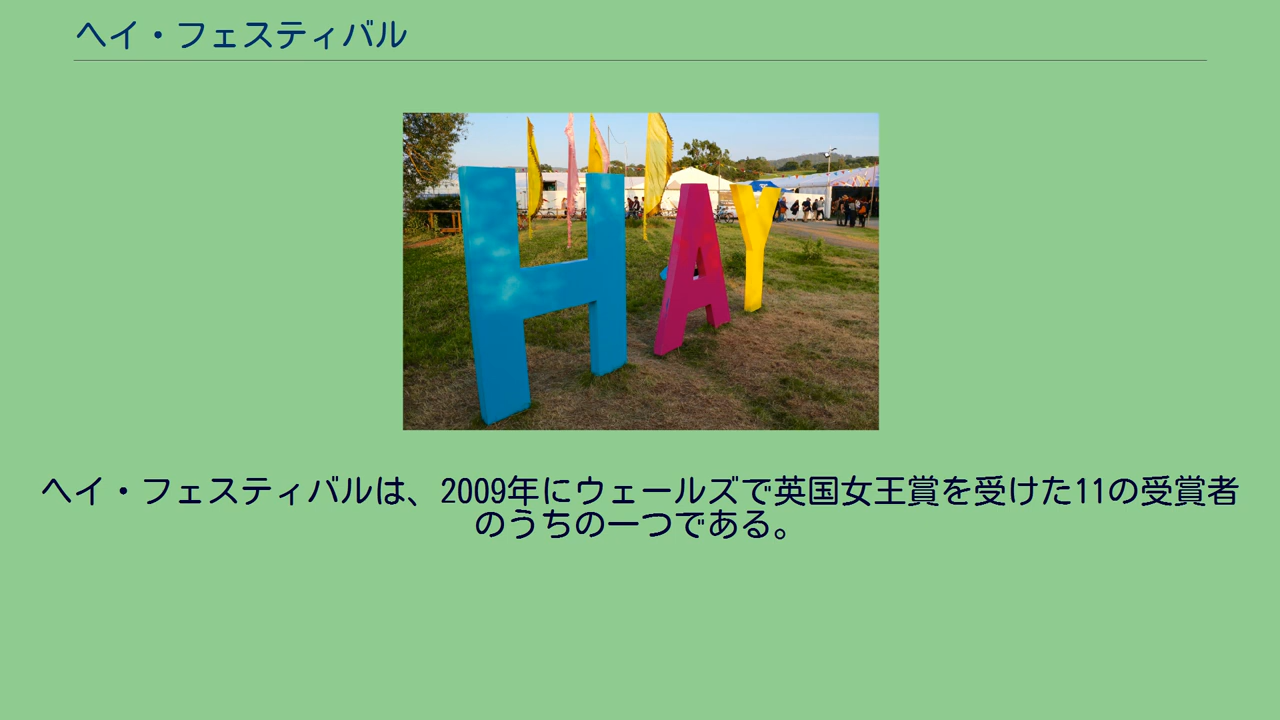 ヘイ・フェスティバル
HAY
ヘイ・フェスティバルは、2009年にウェールズで英国女王賞を受けた11の受賞者
のうちの一つである。